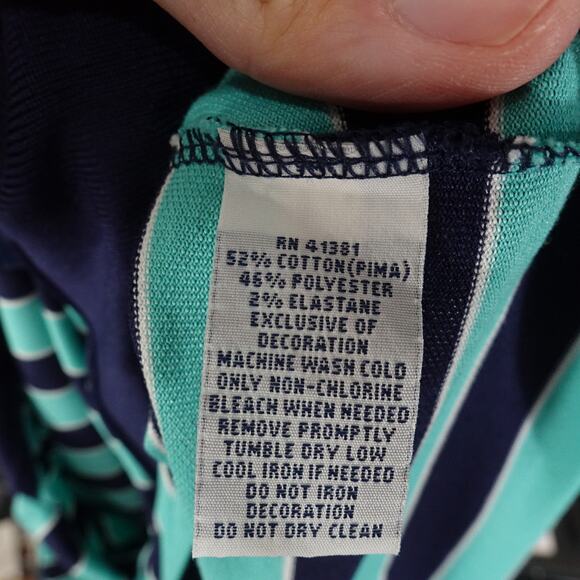 RN 41381
52% COTTON(PIMA)
46% POLYESTER
2% ELASTANE
EXCLUSIVE OF
DECORATION
MACHINE WASH COLD
ONLY NON-CHLORINE
BLEACH WHEN NEEDED
REMOVE PROMPTLY
TUMBLE DRY LOW
COOL IRON IF NEEDED
DO NOT IRON
DECORATION
DO NOT DRY CLEAN